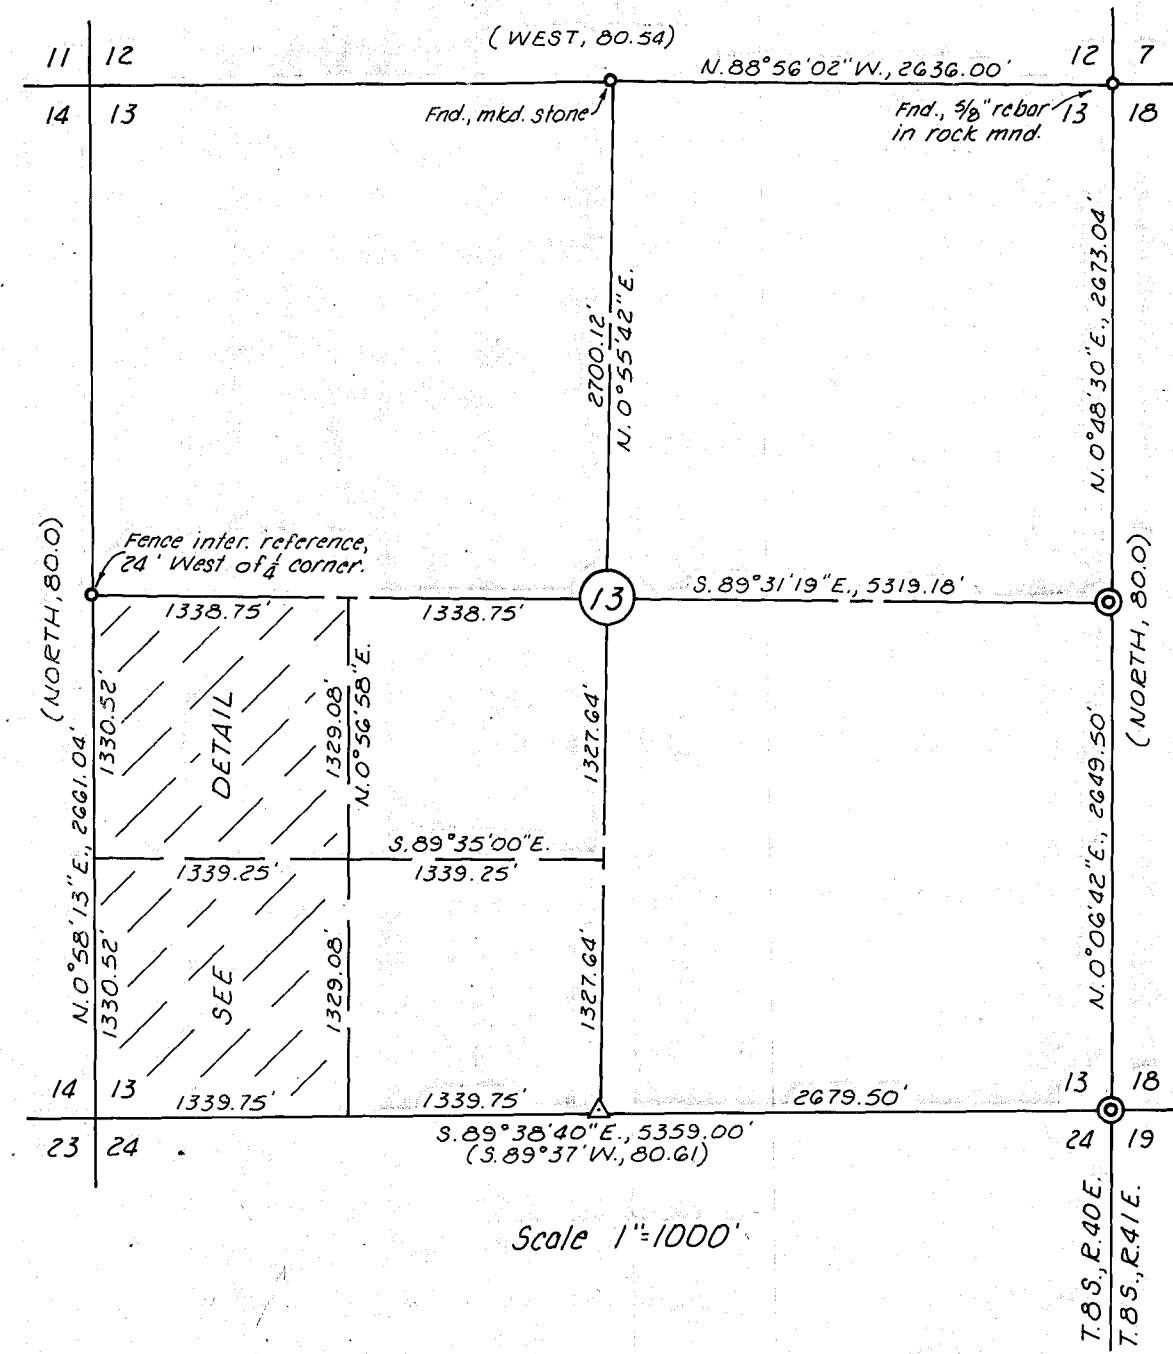 (WEST, 80.54)
11 12
N.88°56'02"W., 2636.00'
12 7
14 13
Fnd., mkd. stone
Fnd., 5/8" rebar
in rock mnd.
13 18
N.0°48'30"E., 2673.04'
2700.12'
N.0°55'42"E.
(NORTH, 80.0)
Fence inter. reference,
24' West of 1/4 corner.
1338.75'
1338.75'
13
S.89°31'19"E., 5319.18'
(NORTH, 80.0)
N.0°58'13"E., 2661.04'
1330.52'
DETAIL
1329.08'
N.0°56'58"E.
1327.64'
N.0°06'42"E., 2649.50'
S.89°35'00"E.
1339.25'
1339.25'
1330.52'
SEE
1329.08'
1327.64'
14 13
1339.75'
1339.75'
2679.50'
13 18
23 24
S.89°38'40"E., 5359.00'
(S.89°37'W., 80.61)
24 19
T.8S., R.40E.
T.8S., R.41E.
Scale 1"=1000'